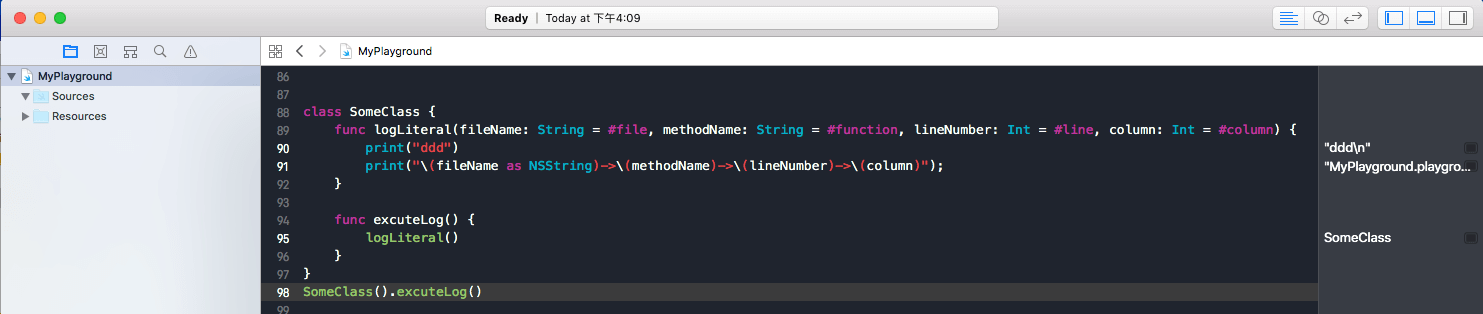 Ready | Today at 下午4:09
MyPlayground
MyPlayground
Sources
Resources
86
87
88 class SomeClass {
89 func logLiteral(fileName: String = #file, methodName: String = #function, lineNumber: Int = #line, column: Int = #column) {
90 print("ddd")
"ddd\n"
91 print("\(fileName as NSString)->\(methodName)->\(lineNumber)->\(column)");
"MyPlayground.playgro...
92 }
93
94 func excuteLog() {
95 logLiteral()
SomeClass
96 }
97 }
98 SomeClass().excuteLog()
99